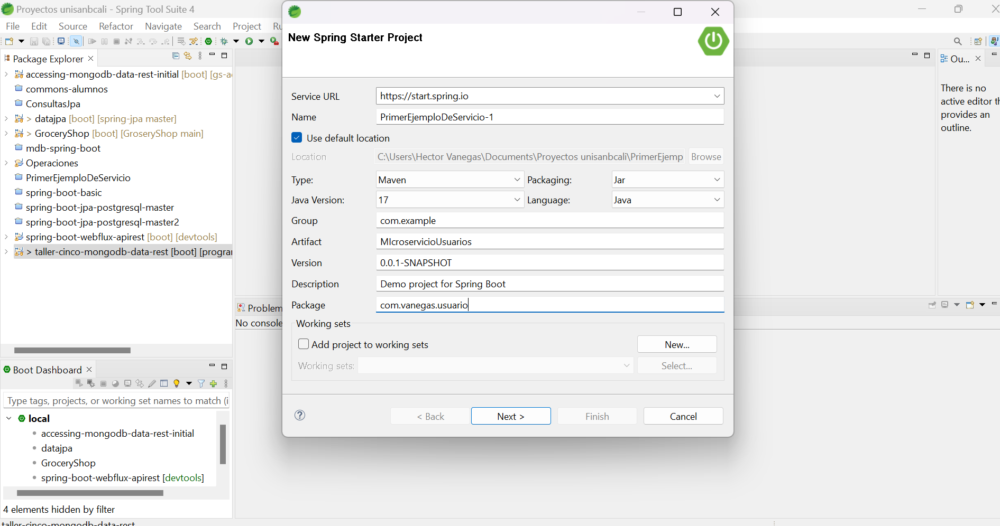 Proyectos unisanbcali - Spring Tool Suite 4
File Edit Source Refactor Navigate Search Project Ru
Package Explorer
accessing-mongodb-data-rest-initial [boot] [gs-a
commons-alumnos
ConsultasJpa
> datajpa [boot] [spring-jpa master]
> GroceryShop [boot] [GroseryShop main]
mdb-spring-boot
Operaciones
PrimerEjemploDeServicio
spring-boot-basic
spring-boot-jpa-postgresql-master
spring-boot-jpa-postgresql-master2
spring-boot-webflux-apirest [boot] [devtools]
> taller-cinco-mongodb-data-rest [boot] [progra
Boot Dashboard
Type tags, projects, or working set names to match (i
local
accessing-mongodb-data-rest-initial
datajpa
GroceryShop
spring-boot-webflux-apirest [devtools]
4 elements hidden by filter
taller-cinco-mongodb-data-rest
Problem
No console
New Spring Starter Project
Service URL https://start.spring.io
Name PrimerEjemploDeServicio-1
Use default location
Location C:\Users\Hector Vanegas\Documents\Proyectos unisanbcali\PrimerEjemp Browse
Type: Maven Packaging: Jar
Java Version: 17 Language: Java
Group com.example
Artifact MIcroservicioUsuarios
Version 0.0.1-SNAPSHOT
Description Demo project for Spring Boot
Package com.vanegas.usuario
Working sets
Add project to working sets New...
Working sets: Select...
< Back Next > Finish Cancel
Ou...
There is no
active editor th
provides an
outline.